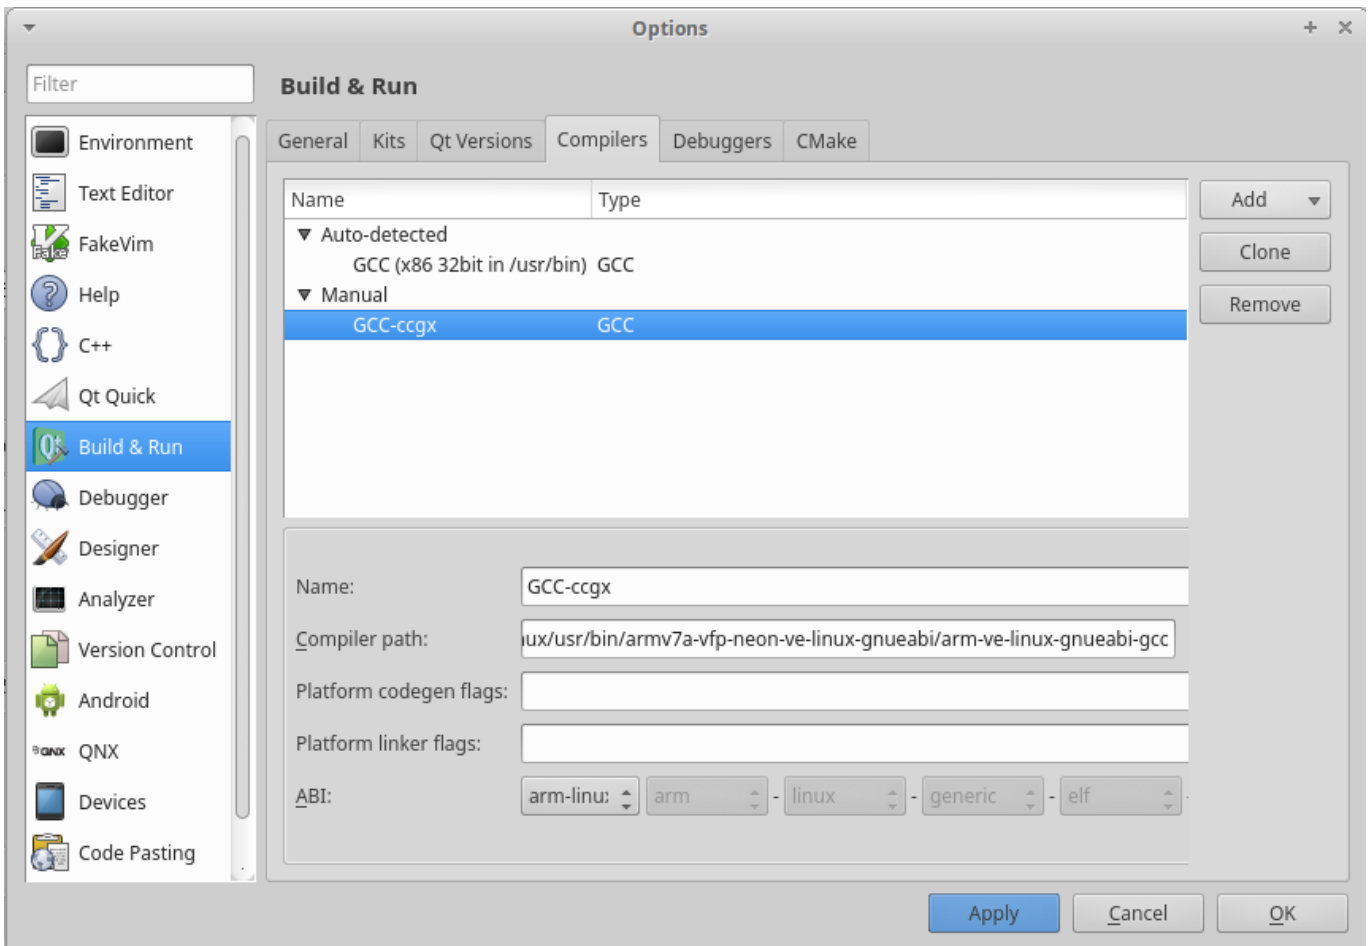 Options
Filter
Build & Run
Environment
Text Editor
FakeVim
Help
C++
Qt Quick
Build & Run
Debugger
Designer
Analyzer
Version Control
Android
QNX QNX
Devices
Code Pasting
General Kits Qt Versions Compilers Debuggers CMake
Name Type
Auto-detected
GCC (x86 32bit in /usr/bin) GCC
Manual
GCC-ccgx GCC
Add
Clone
Remove
Name: GCC-ccgx
Compiler path: ux/usr/bin/armv7a-vfp-neon-ve-linux-gnueabi/arm-ve-linux-gnueabi-gcc
Platform codegen flags:
Platform linker flags:
ABI: arm-linu arm - linux - generic - elf
Apply Cancel OK